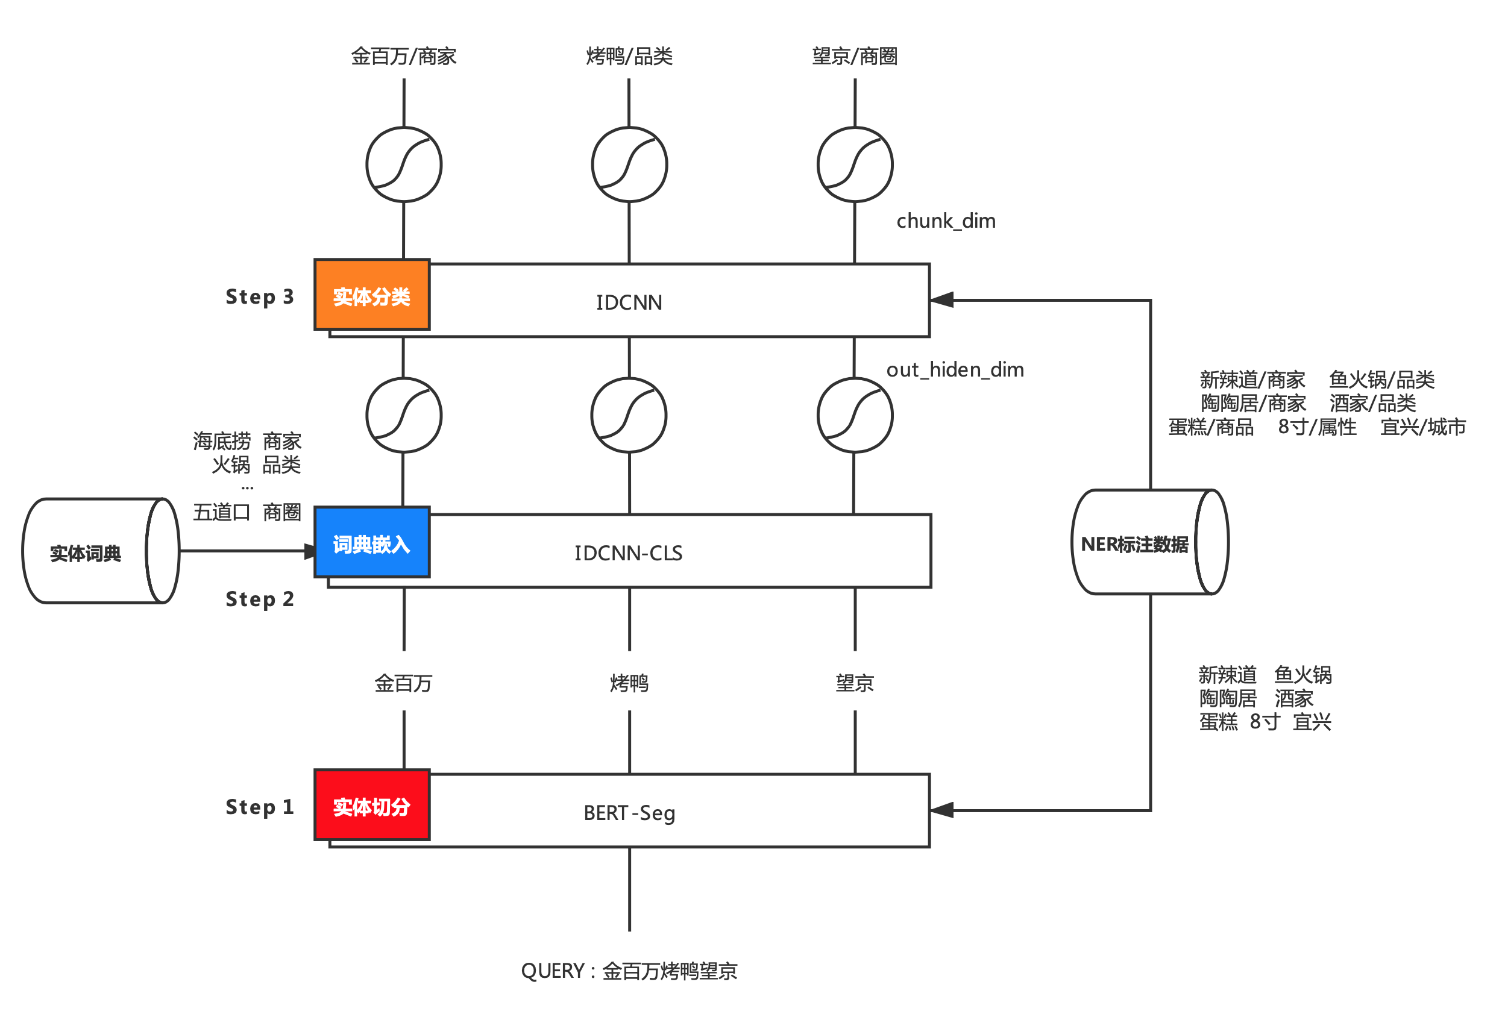 金百万/商家 烤鸭/品类 望京/商圈
chunk_dim
Step 3 实体分类 IDCNN
out_hiden_dim
新辣道/商家 鱼火锅/品类
陶陶居/商家 酒家/品类
蛋糕/商品 8寸/属性 宜兴/城市
海底捞 商家
火锅 品类
...
五道口 商圈
实体词典
词典嵌入 IDCNN-CLS
Step 2
NER标注数据
金百万 烤鸭 望京
新辣道 鱼火锅
陶陶居 酒家
蛋糕 8寸 宜兴
Step 1 实体切分 BERT-Seg
QUERY：金百万烤鸭望京